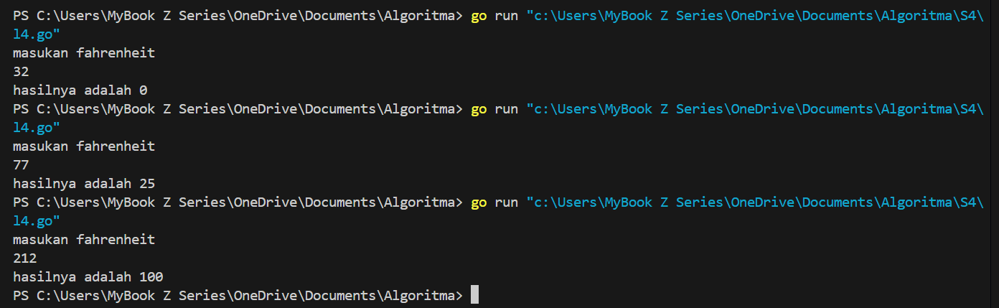 PS C:\Users\MyBook Z Series\OneDrive\Documents\Algoritma> go run "c:\Users\MyBook Z Series\OneDrive\Documents\Algoritma\S4\
l4.go"
masukan fahrenheit
32
hasilnya adalah 0
PS C:\Users\MyBook Z Series\OneDrive\Documents\Algoritma> go run "c:\Users\MyBook Z Series\OneDrive\Documents\Algoritma\S4\
l4.go"
masukan fahrenheit
77
hasilnya adalah 25
PS C:\Users\MyBook Z Series\OneDrive\Documents\Algoritma> go run "c:\Users\MyBook Z Series\OneDrive\Documents\Algoritma\S4\
l4.go"
masukan fahrenheit
212
hasilnya adalah 100
PS C:\Users\MyBook Z Series\OneDrive\Documents\Algoritma>